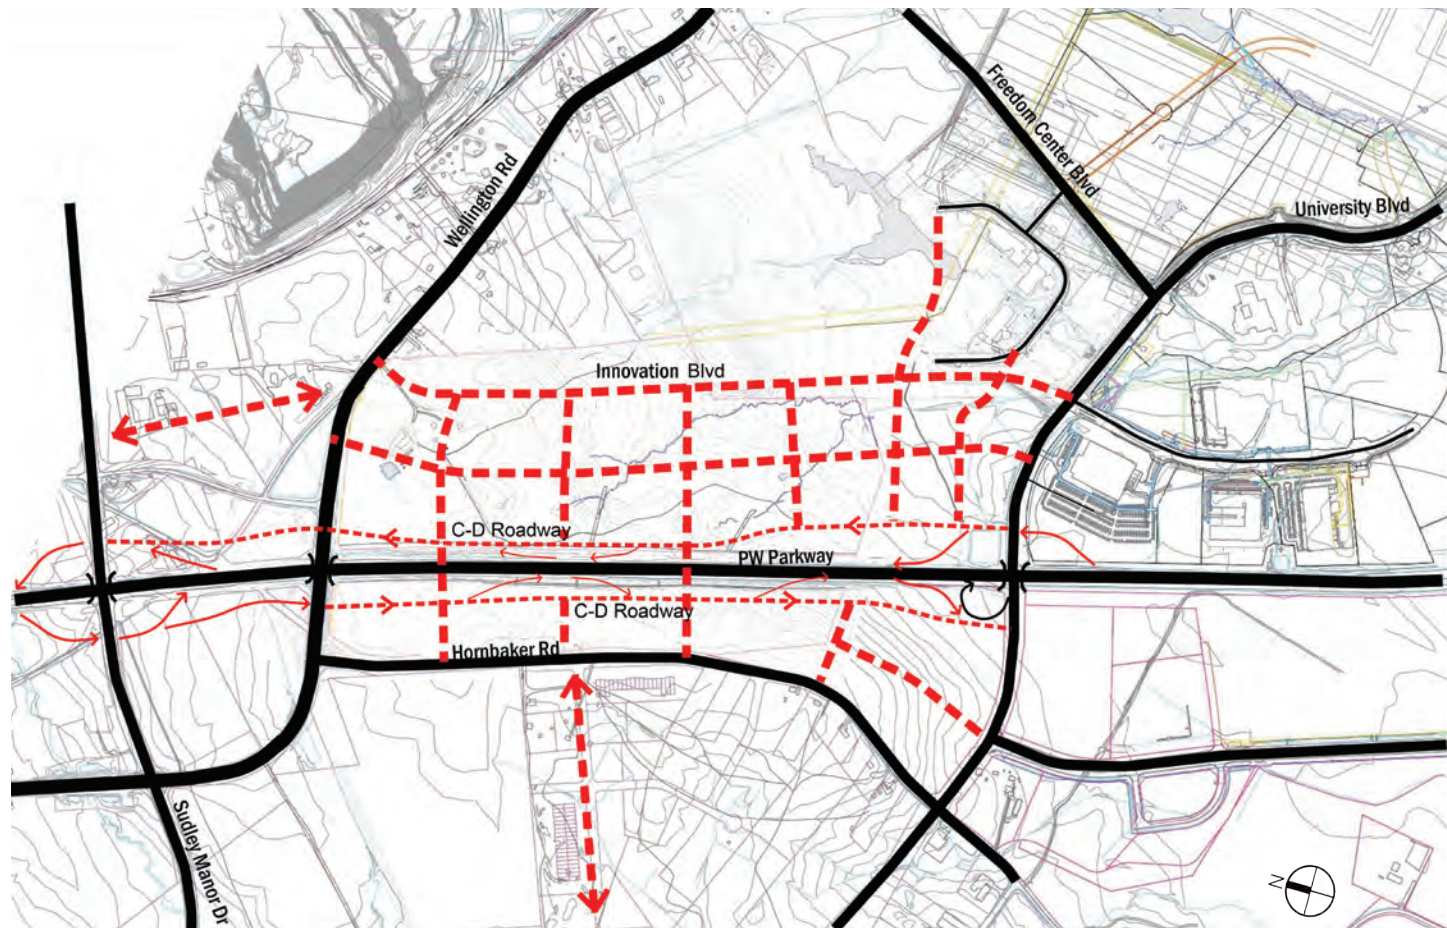 Freedom Center Blvd
Wellington Rd
University Blvd
Innovation Blvd
C-D Roadway
PW Parkway
C-D Roadway
Hornbaker Rd
Sudley Manor Dr
N